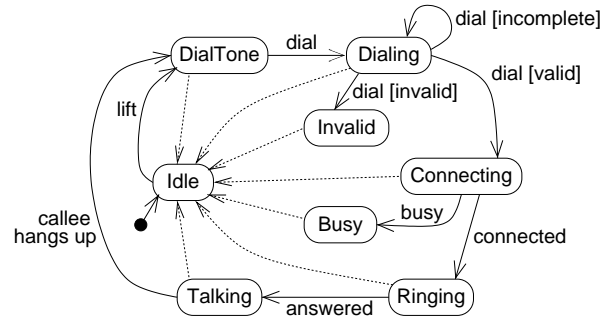 dial [incomplete]
DialTone
dial
Dialing
dial [valid]
dial [invalid]
lift
Invalid
Idle
Connecting
callee
hangs up
Busy
busy
connected
Talking
answered
Ringing